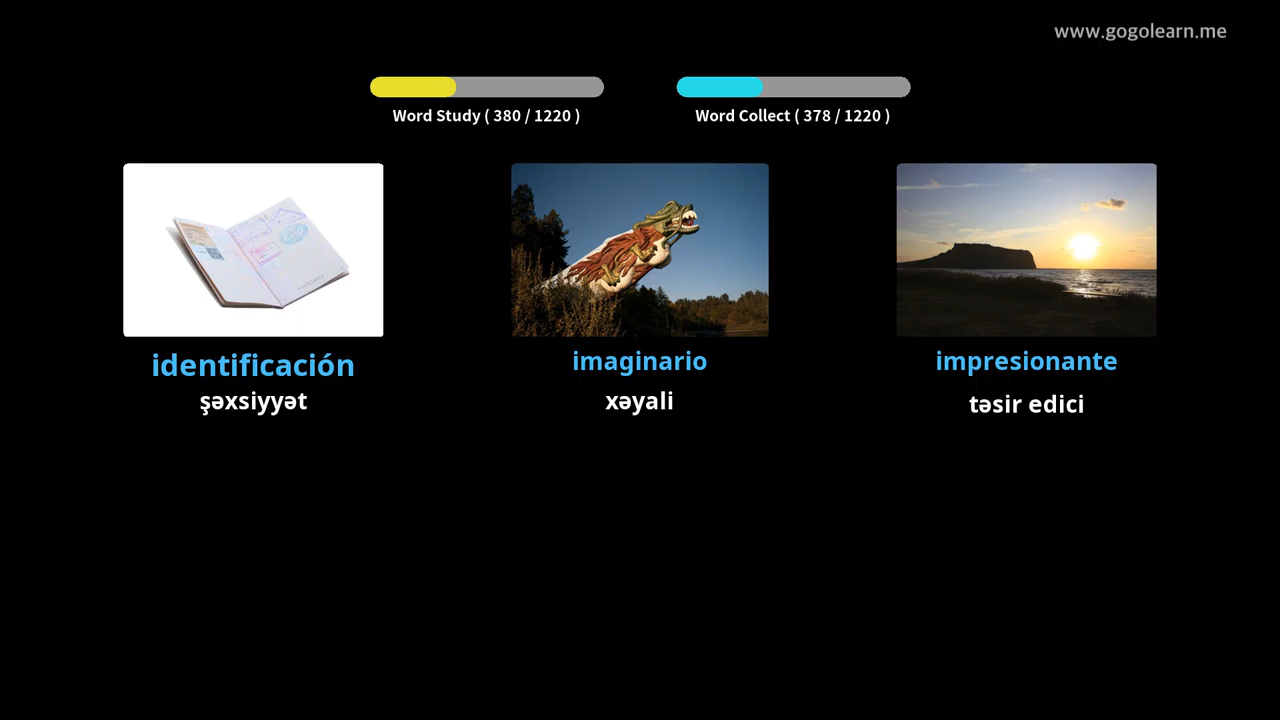 www.gogolearn.me
Word Study ( 380 / 1220 )
Word Collect ( 378 / 1220 )
identificación
şəxsiyyət
imaginario
xəyali
impresionante
təsir edici